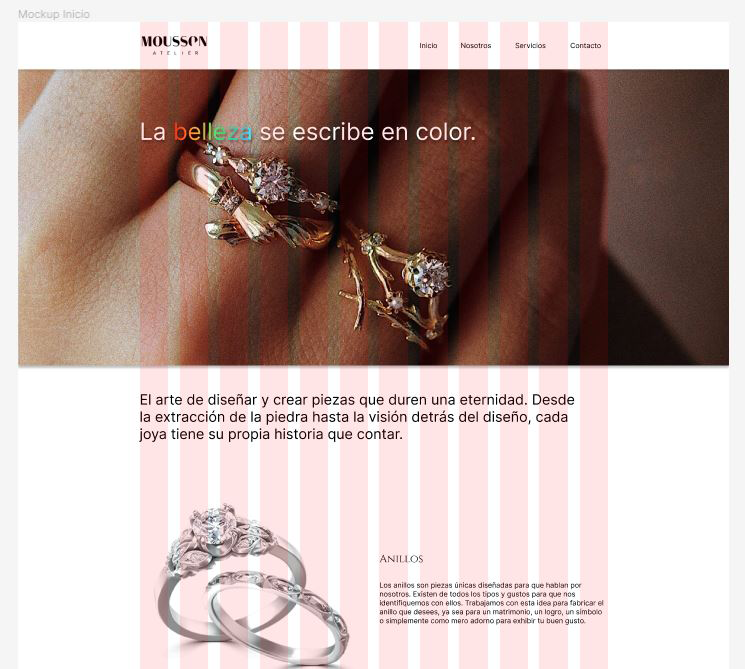 Mockup Inicio
MOUSSON
ATELIER
Inicio Nosotros Servicios Contacto
La belleza se escribe en color.
El arte de diseñar y crear piezas que duren una eternidad. Desde
la extracción de la piedra hasta la visión detrás del diseño, cada
joya tiene su propia historia que contar.
Anillos
Los anillos son piezas únicas diseñadas para que hablan por
nosotros. Existen de todos los tipos y gustos para que nos
identifiquemos con ellos. Trabajamos con esta idea para fabricar el
anillo que desees, ya sea para un matrimonio, un logro, un símbolo
o simplemente como mero adorno para exhibir tu buen gusto.